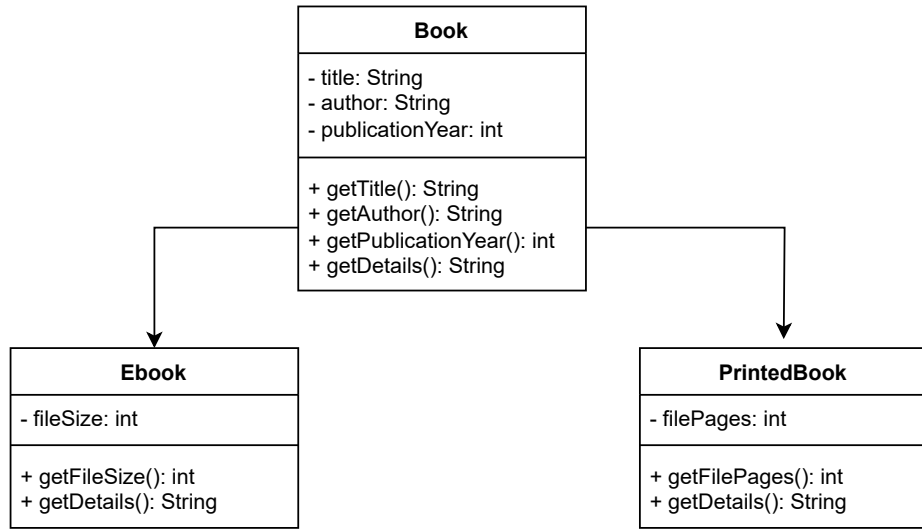 Book
- title: String
- author: String
- publicationYear: int
+ getTitle(): String
+ getAuthor(): String
+ getPublicationYear(): int
+ getDetails(): String
Ebook
- fileSize: int
+ getFileSize(): int
+ getDetails(): String
PrintedBook
- filePages: int
+ getFilePages(): int
+ getDetails(): String